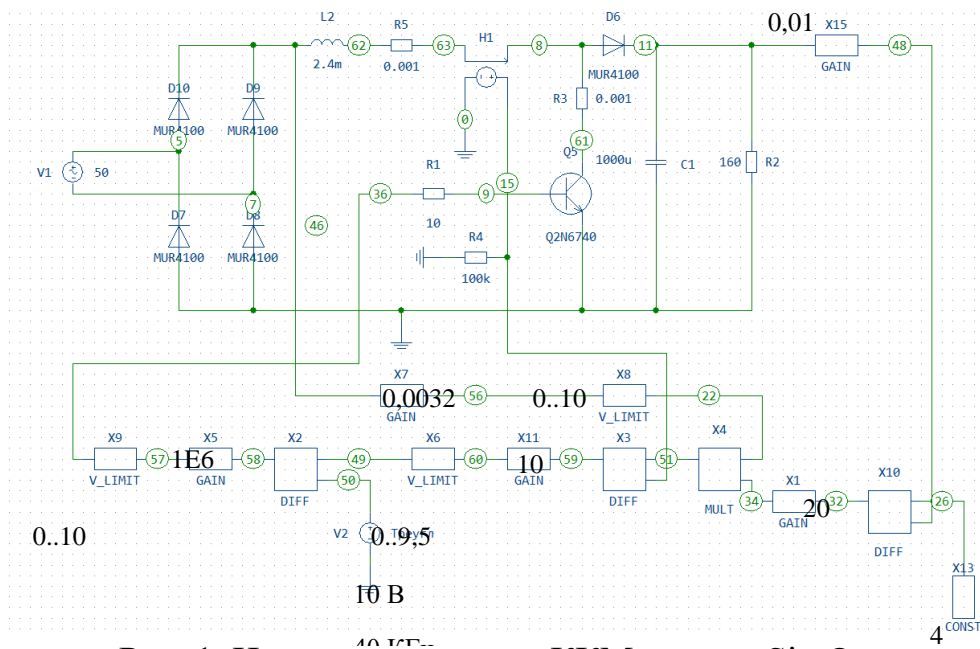 L2
62
R5
63
H1
8
D6
11
0,01
X15
48
2.4m
0.001
GAIN
MUR4100
D10
D9
R3
0.001
MUR4100
MUR4100
0
5
61
Q5
1000u
C1
160
R2
V1
50
R1
15
36
9
7
10
D7
D8
46
R4
Q2N6740
MUR4100
MUR4100
100k
X7
X8
0,0032
56
0..10
22
GAIN
V_LIMIT
X9
X5
X2
X6
X11
X3
X4
57
1E6
58
49
60
10
59
51
V_LIMIT
GAIN
50
V_LIMIT
GAIN
X10
DIFF
DIFF
X1
34
32
26
MULT
20
GAIN
0..10
V2
0..9,5
DIFF
X13
10 В
CONST
4